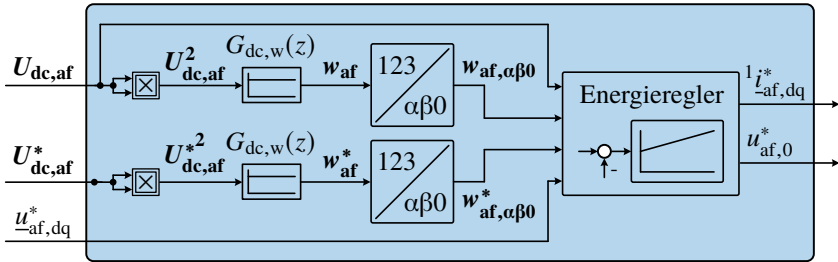 U_dc,af
U²_dc,af
G_dc,w(z)
w_af
123
αβ0
w_af,αβ0
Energieregler
-
¹i*_af,dq
u*_af,0
U*_dc,af
U*²_dc,af
G_dc,w(z)
w*_af
123
αβ0
w*_af,αβ0
u*_af,dq